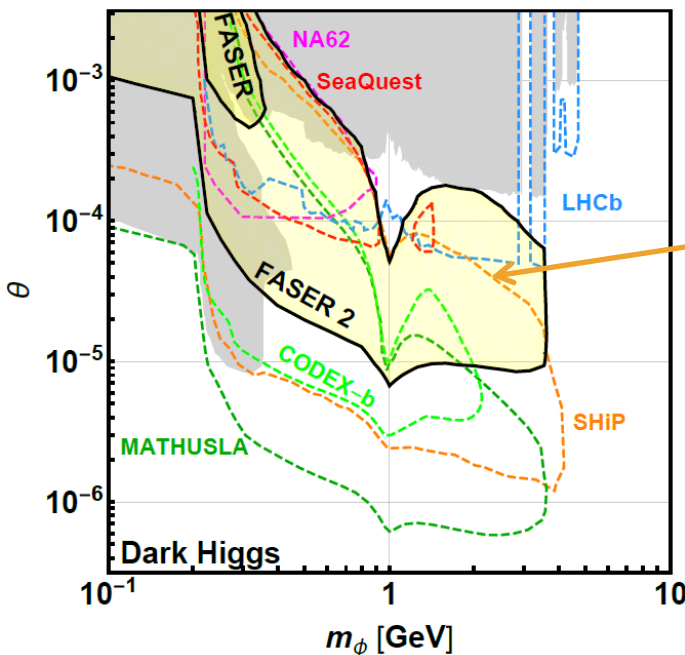 FASER
NA62
SeaQuest
LHCb
FASER 2
CODEX-b
SHiP
MATHUSLA
Dark Higgs
10⁻³
10⁻⁴
10⁻⁵
10⁻⁶
θ
10⁻¹
1
10
mϕ [GeV]